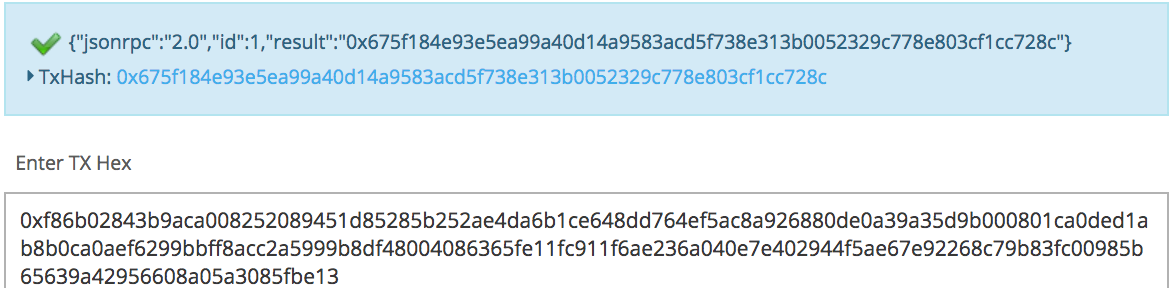 {"jsonrpc":"2.0","id":1,"result":"0x675f184e93e5ea99a40d14a9583acd5f738e313b0052329c778e803cf1cc728c"}
TxHash: 0x675f184e93e5ea99a40d14a9583acd5f738e313b0052329c778e803cf1cc728c
Enter TX Hex
0xf86b02843b9aca008252089451d85285b252ae4da6b1ce648dd764ef5ac8a926880de0a39a35d9b000801ca0ded1a
b8b0ca0aef6299bbff8acc2a5999b8df48004086365fe11fc911f6ae236a040e7e402944f5ae67e92268c79b83fc00985b
65639a42956608a05a3085fbe13